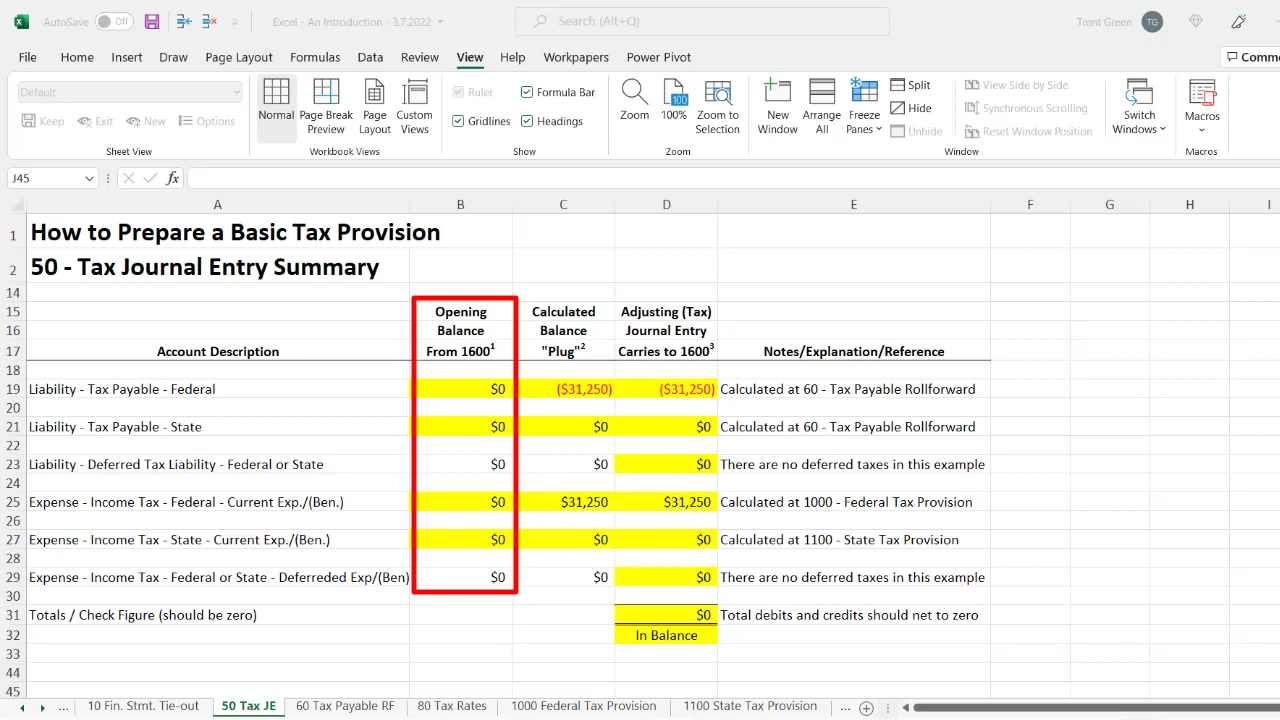 AutoSave Off Excel - An Introduction - 3.7.2022 Search (Alt+Q) Trent Green TG
File Home Insert Draw Page Layout Formulas Data Review View Help Workpapers Power Pivot Comme
Default
Keep Exit New Options
Sheet View
Normal Page Break Preview Page Layout Custom Views
Workbook Views
Ruler Formula Bar
Gridlines Headings
Show
Zoom 100% Zoom to Selection
Zoom
New Window Arrange All Freeze Panes
Split
Hide
Unhide
View Side by Side
Synchronous Scrolling
Reset Window Position
Window
Switch Windows
Macros
Macros
J45 fx
A B C D E F G H I
1 How to Prepare a Basic Tax Provision
2 50 - Tax Journal Entry Summary
14
15 Opening Calculated Adjusting (Tax)
16 Balance Balance Journal Entry
17 Account Description From 1600¹ "Plug"² Carries to 1600³ Notes/Explanation/Reference
18
19 Liability - Tax Payable - Federal $0 ($31,250) ($31,250) Calculated at 60 - Tax Payable Rollforward
20
21 Liability - Tax Payable - State $0 $0 $0 Calculated at 60 - Tax Payable Rollforward
22
23 Liability - Deferred Tax Liability - Federal or State $0 $0 $0 There are no deferred taxes in this example
24
25 Expense - Income Tax - Federal - Current Exp./(Ben.) $0 $31,250 $31,250 Calculated at 1000 - Federal Tax Provision
26
27 Expense - Income Tax - State - Current Exp./(Ben.) $0 $0 $0 Calculated at 1100 - State Tax Provision
28
29 Expense - Income Tax - Federal or State - Deferreded Exp/(Ben) $0 $0 $0 There are no deferred taxes in this example
30
31 Totals / Check Figure (should be zero) $0 Total debits and credits should net to zero
32 In Balance
33
44
45
... 10 Fin. Stmt. Tie-out 50 Tax JE 60 Tax Payable RF 80 Tax Rates 1000 Federal Tax Provision 1100 State Tax Provision ...